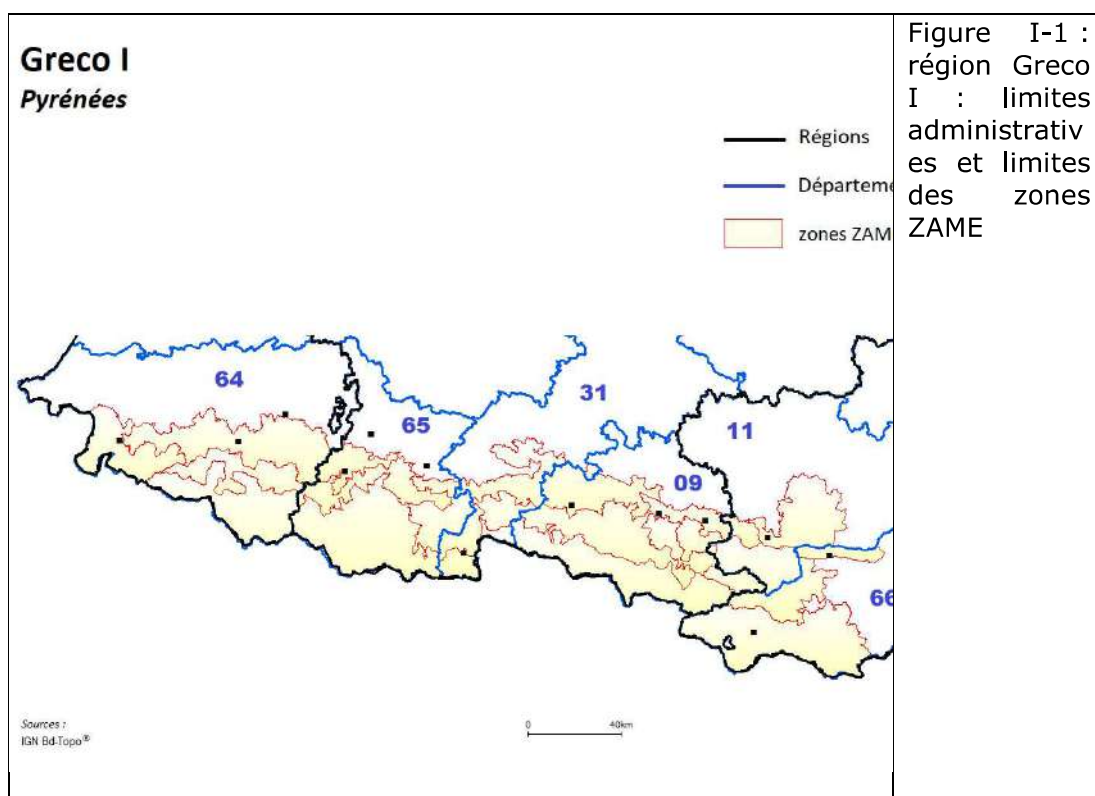 Greco I
Pyrénées
Régions
Départeme
zones ZAM
64
65
31
11
09
66
Sources :
IGN Bd-Topo®
0 40km
Figure I-1 :
région Greco
I : limites
administrativ
es et limites
des zones
ZAME